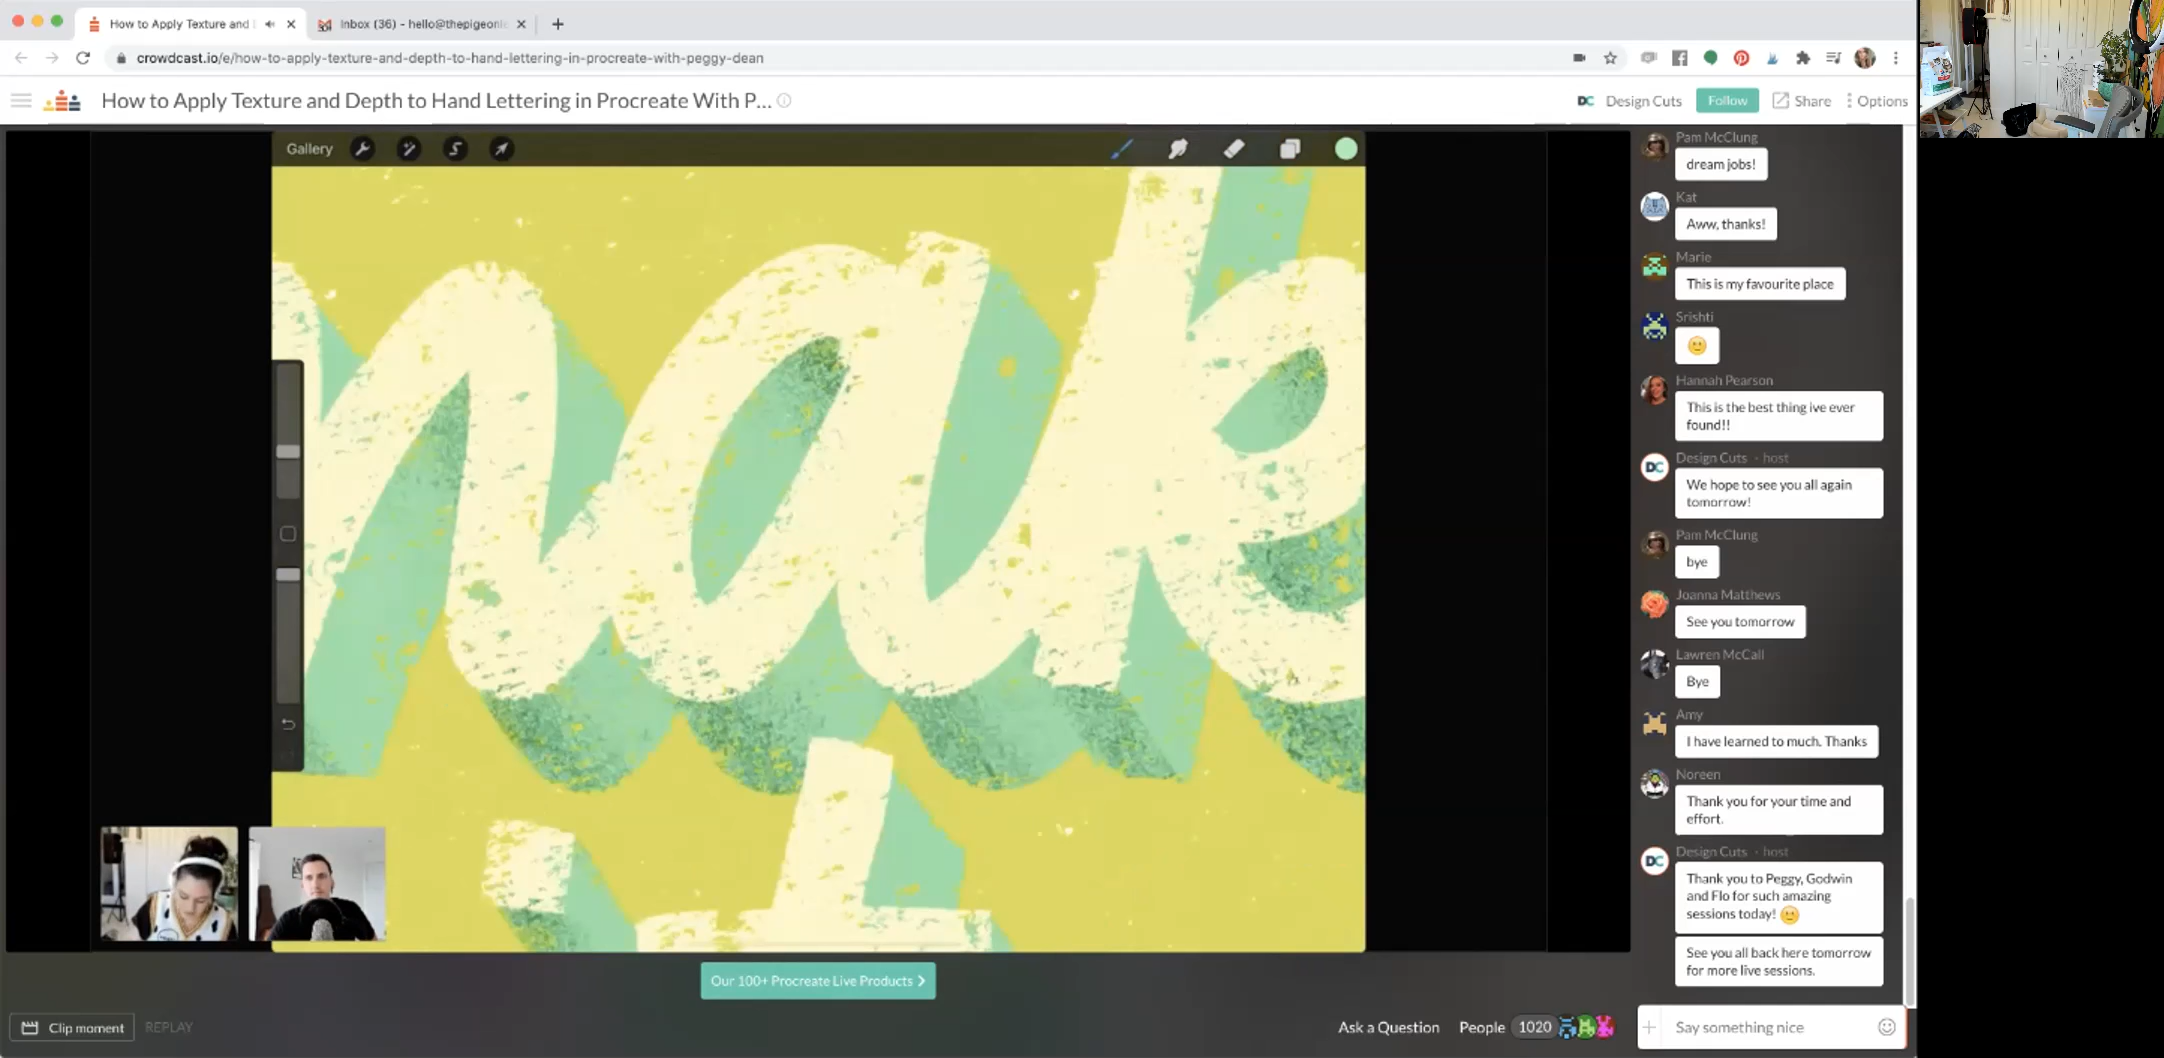 How to Apply Texture and
Inbox (36) - hello@thepigeonle
crowdcast.io/e/how-to-apply-texture-and-depth-to-hand-lettering-in-procreate-with-peggy-dean
How to Apply Texture and Depth to Hand Lettering in Procreate With P...
DC Design Cuts
Follow
Share
Options
Gallery
mak
it
Pam McClung
dream jobs!
Kat
Aww, thanks!
Marie
This is my favourite place
Srishti
Hannah Pearson
This is the best thing ive ever
found!!
DC
Design Cuts - host
We hope to see you all again
tomorrow!
Pam McClung
bye
Joanna Matthews
See you tomorrow
Lawren McCall
Bye
Amy
I have learned to much. Thanks
Noreen
Thank you for your time and
effort.
DC
Design Cuts - host
Thank you to Peggy, Godwin
and Flo for such amazing
sessions today! 🙂
See you all back here tomorrow
for more live sessions.
Our 100+ Procreate Live Products >
Clip moment
REPLAY
Ask a Question
People 1020
Say something nice